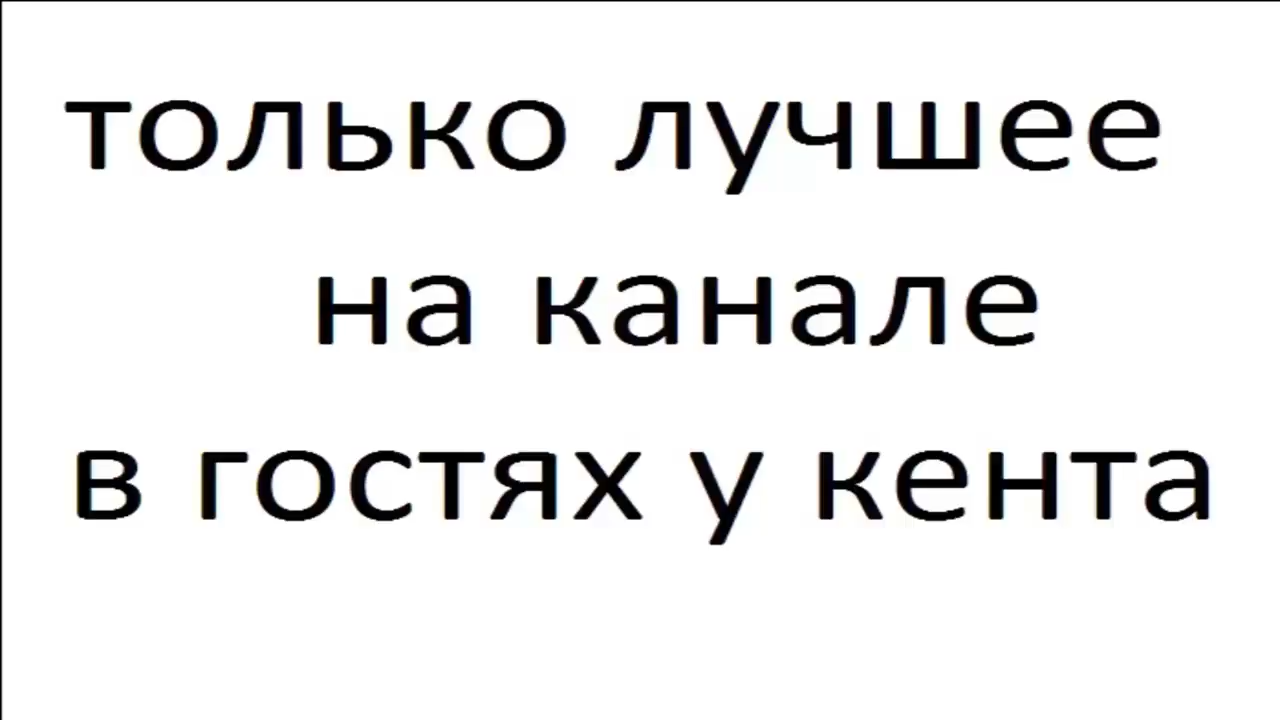 только лучшее
на канале
в гостях у кента